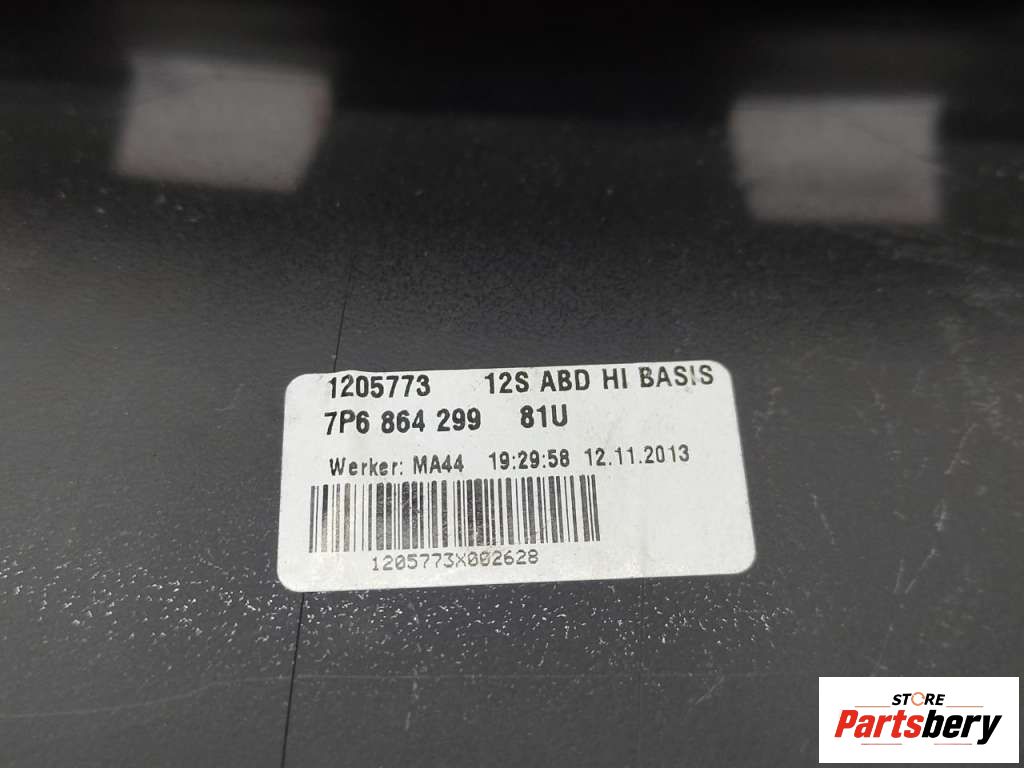 1205773 12S ABD HI BASIS
7P6 864 299 81U
Werker: MA44 19:29:58 12.11.2013
1205773X002628
STORE
Partsbery